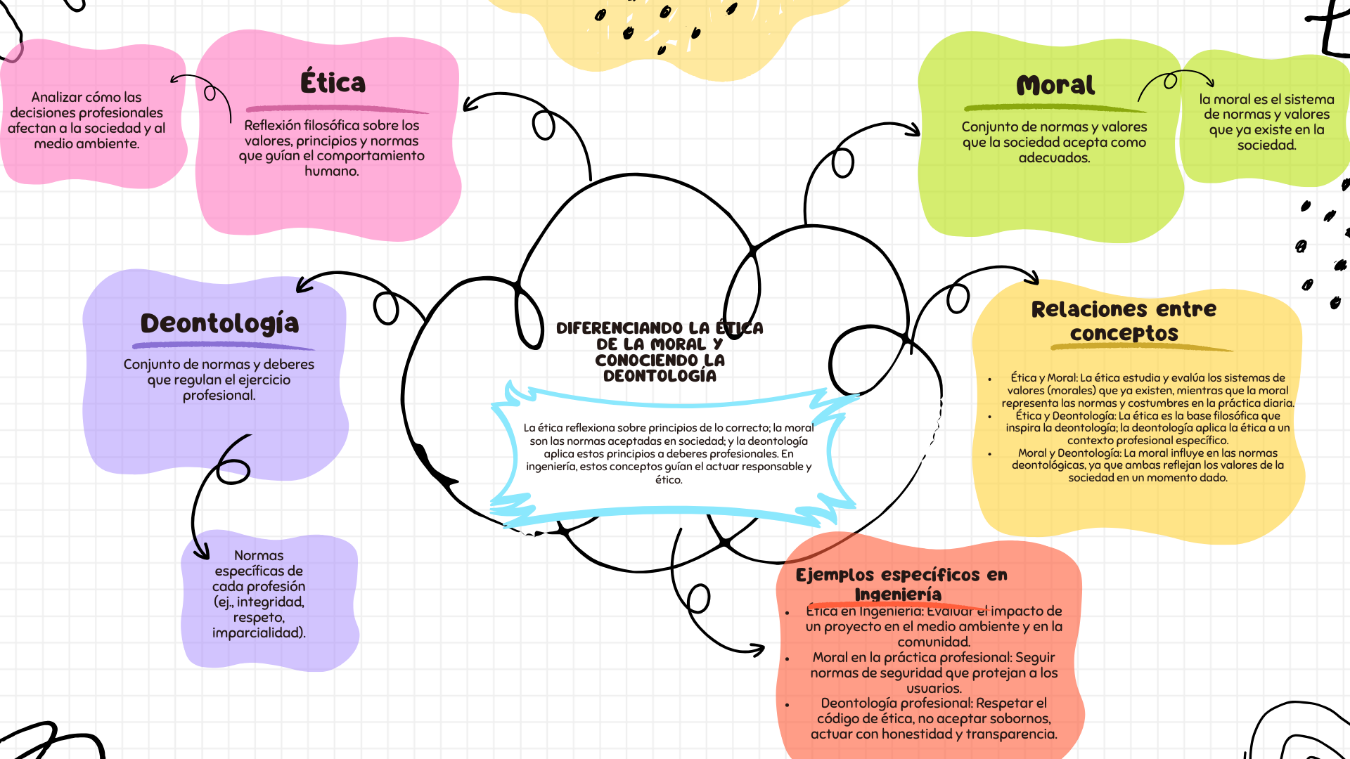 Ética
Reflexión filosófica sobre los
valores, principios y normas
que guían el comportamiento
humano.
Analizar cómo las
decisiones profesionales
afectan a la sociedad y al
medio ambiente.
Moral
Conjunto de normas y valores
que la sociedad acepta como
adecuados.
la moral es el sistema
de normas y valores
que ya existe en la
sociedad.
Deontología
Conjunto de normas y deberes
que regulan el ejercicio
profesional.
Normas
específicas de
cada profesión
(ej., integridad,
respeto,
imparcialidad).
DIFERENCIANDO LA ÉTICA
DE LA MORAL Y
CONOCIENDO LA
DEONTOLOGÍA
La ética reflexiona sobre principios de lo correcto; la moral
son las normas aceptadas en sociedad; y la deontología
aplica estos principios a deberes profesionales. En
ingeniería, estos conceptos guían el actuar responsable y
ético.
Relaciones entre
conceptos
• Ética y Moral: La ética estudia y evalúa los sistemas de
valores (morales) que ya existen, mientras que la moral
representa las normas y costumbres en la práctica diaria.
• Ética y Deontología: La ética es la base filosófica que
inspira la deontología; la deontología aplica la ética a un
contexto profesional específico.
• Moral y Deontología: La moral influye en las normas
deontológicas, ya que ambas reflejan los valores de la
sociedad en un momento dado.
Ejemplos específicos en
Ingeniería
• Ética en Ingeniería: Evaluar el impacto de
un proyecto en el medio ambiente y en la
comunidad.
• Moral en la práctica profesional: Seguir
normas de seguridad que protejan a los
usuarios.
• Deontología profesional: Respetar el
código de ética, no aceptar sobornos,
actuar con honestidad y transparencia.